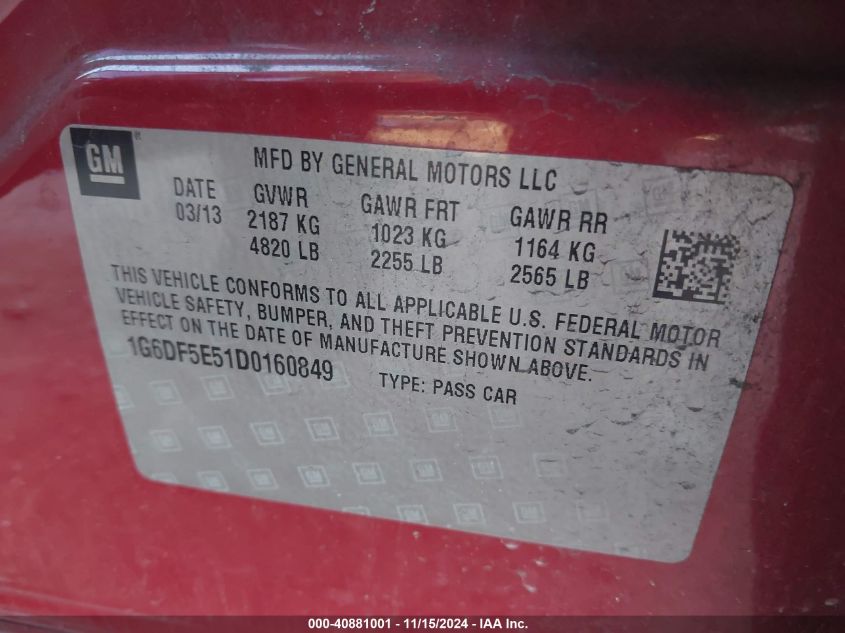 GM
MFD BY GENERAL MOTORS LLC
DATE GVWR GAWR FRT GAWR RR
03/13 2187 KG 1023 KG 1164 KG
4820 LB 2255 LB 2565 LB
THIS VEHICLE CONFORMS TO ALL APPLICABLE U.S. FEDERAL MOTOR
VEHICLE SAFETY, BUMPER, AND THEFT PREVENTION STANDARDS IN
EFFECT ON THE DATE OF MANUFACTURE SHOWN ABOVE.
1G6DF5E51D0160849 TYPE: PASS CAR
000-40881001 - 11/15/2024 - IAA Inc.